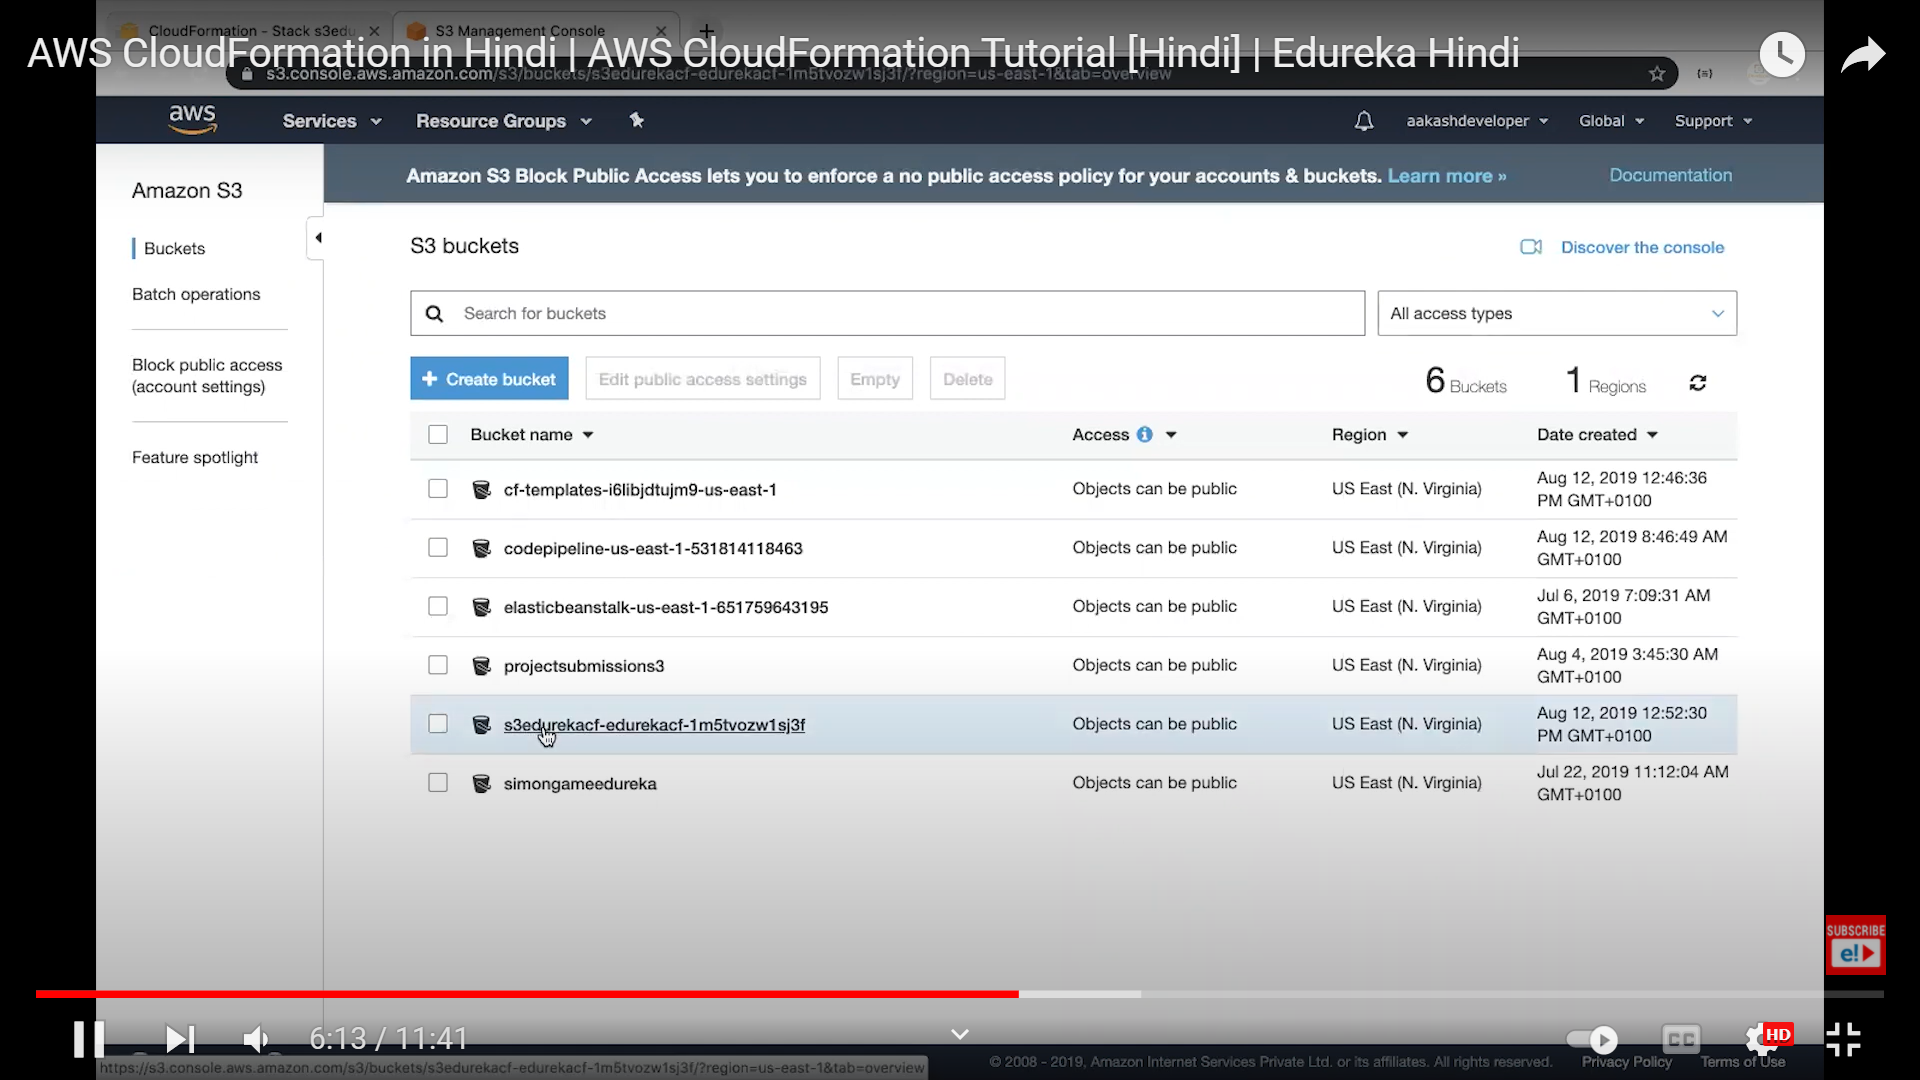 CloudFormation - Stack s3edu
S3 Management Console
AWS CloudFormation in Hindi | AWS CloudFormation Tutorial [Hindi] | Edureka Hindi
s3.console.aws.amazon.com/s3/buckets/s3edurekacf-edurekacf-1m5tvozw1sj3f/?region=us-east-1&tab=overview
aws
Services
Resource Groups
aakashdeveloper
Global
Support
Amazon S3
Buckets
Batch operations
Block public access
(account settings)
Feature spotlight
Amazon S3 Block Public Access lets you to enforce a no public access policy for your accounts & buckets. Learn more »
Documentation
S3 buckets
Discover the console
Search for buckets
All access types
+ Create bucket
Edit public access settings
Empty
Delete
6 Buckets
1 Regions
Bucket name
Access
Region
Date created
cf-templates-i6libjdtujm9-us-east-1
Objects can be public
US East (N. Virginia)
Aug 12, 2019 12:46:36
PM GMT+0100
codepipeline-us-east-1-531814118463
Objects can be public
US East (N. Virginia)
Aug 12, 2019 8:46:49 AM
GMT+0100
elasticbeanstalk-us-east-1-651759643195
Objects can be public
US East (N. Virginia)
Jul 6, 2019 7:09:31 AM
GMT+0100
projectsubmissions3
Objects can be public
US East (N. Virginia)
Aug 4, 2019 3:45:30 AM
GMT+0100
s3edurekacf-edurekacf-1m5tvozw1sj3f
Objects can be public
US East (N. Virginia)
Aug 12, 2019 12:52:30
PM GMT+0100
simongameedureka
Objects can be public
US East (N. Virginia)
Jul 22, 2019 11:12:04 AM
GMT+0100
SUBSCRIBE
e!
6:13 / 11:41
CC
HD
https://s3.console.aws.amazon.com/s3/buckets/s3edurekacf-edurekacf-1m5tvozw1sj3f/?region=us-east-1&tab=overview
© 2008 - 2019, Amazon Internet Services Private Ltd. or its affiliates. All rights reserved.
Privacy Policy
Terms of Use